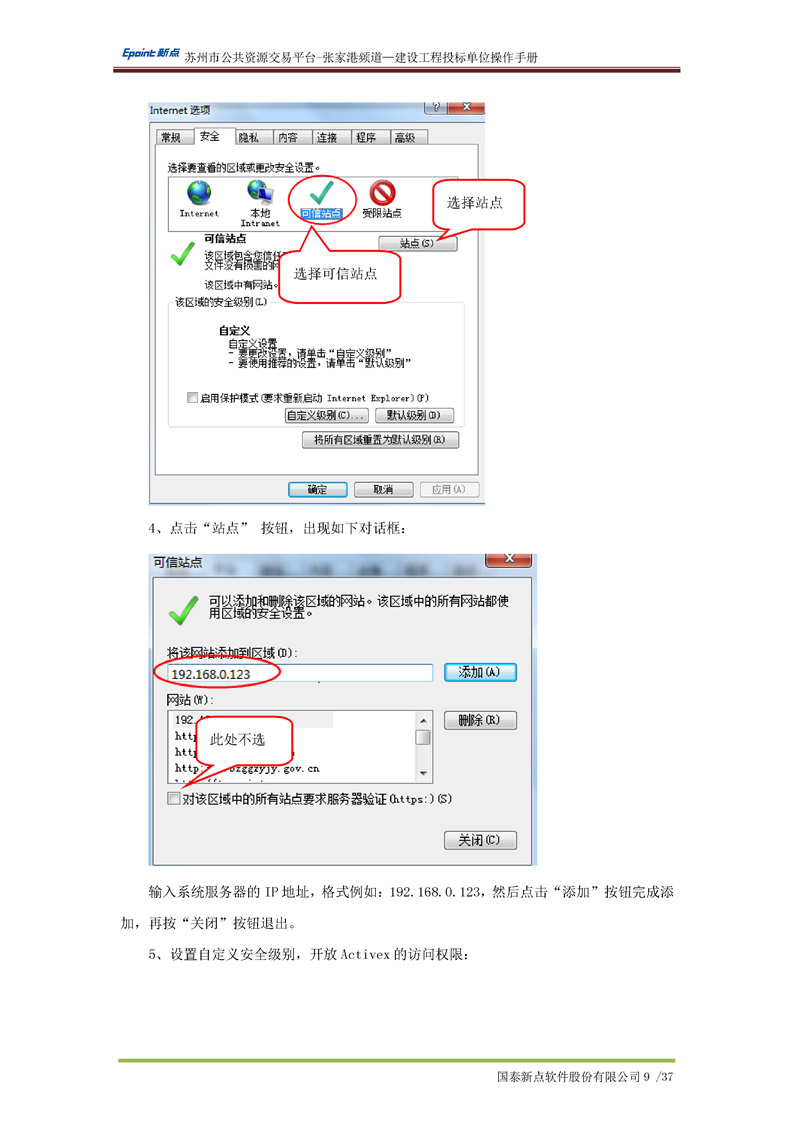 Epoint新点 苏州市公共资源交易平台-张家港频道—建设工程投标单位操作手册
Internet 选项
常规 安全 隐私 内容 连接 程序 高级
选择要查看的区域或更改安全设置。
Internet 本地 Intranet 可信站点 受限站点
选择站点
可信站点
站点(S)
该区域包含您信任
文件没有损害的网
该区域中有网站。
选择可信站点
该区域的安全级别(L)
自定义
自定义设置
- 要更改设置，请单击“自定义级别”
- 要使用推荐的设置，请单击“默认级别”
启用保护模式(要求重新启动 Internet Explorer)(P)
自定义级别(C)... 默认级别(D)
将所有区域重置为默认级别(R)
确定 取消 应用(A)
4、点击“站点” 按钮，出现如下对话框：
可信站点
可以添加和删除该区域的网站。该区域中的所有网站都使
用区域的安全设置。
将该网站添加到区域(D):
192.168.0.123 添加(A)
网站(W):
192. 删除(R)
此处不选
对该区域中的所有站点要求服务器验证(https:)(S)
关闭(C)
输入系统服务器的 IP 地址，格式例如：192.168.0.123，然后点击“添加”按钮完成添
加，再按“关闭”按钮退出。
5、设置自定义安全级别，开放 Activex 的访问权限：
国泰新点软件股份有限公司 9 /37